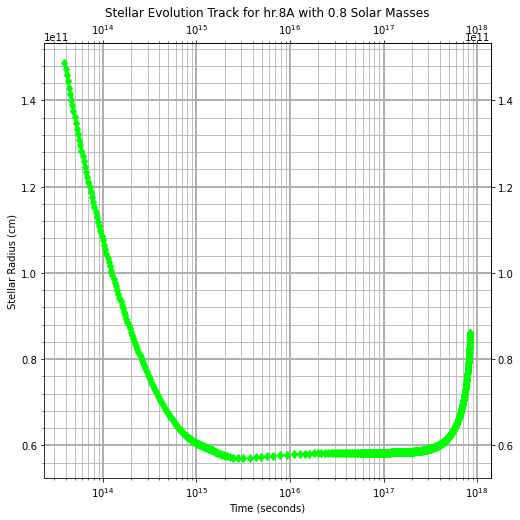 Stellar Evolution Track for hr.8A with 0.8 Solar Masses
10^14 10^15 10^16 10^17 10^18
1e11 1e11
1.4 1.4
1.2 1.2
Stellar Radius (cm)
1.0 1.0
0.8 0.8
0.6 0.6
10^14 10^15 10^16 10^17 10^18
Time (seconds)